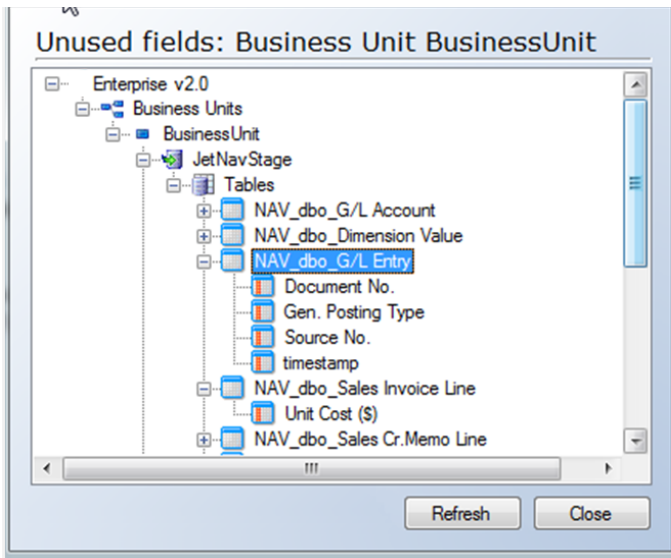 Unused fields: Business Unit BusinessUnit
Enterprise v2.0
Business Units
BusinessUnit
JetNavStage
Tables
NAV_dbo_G/L Account
NAV_dbo_Dimension Value
NAV_dbo_G/L Entry
Document No.
Gen. Posting Type
Source No.
timestamp
NAV_dbo_Sales Invoice Line
Unit Cost ($)
NAV_dbo_Sales Cr.Memo Line
Refresh Close